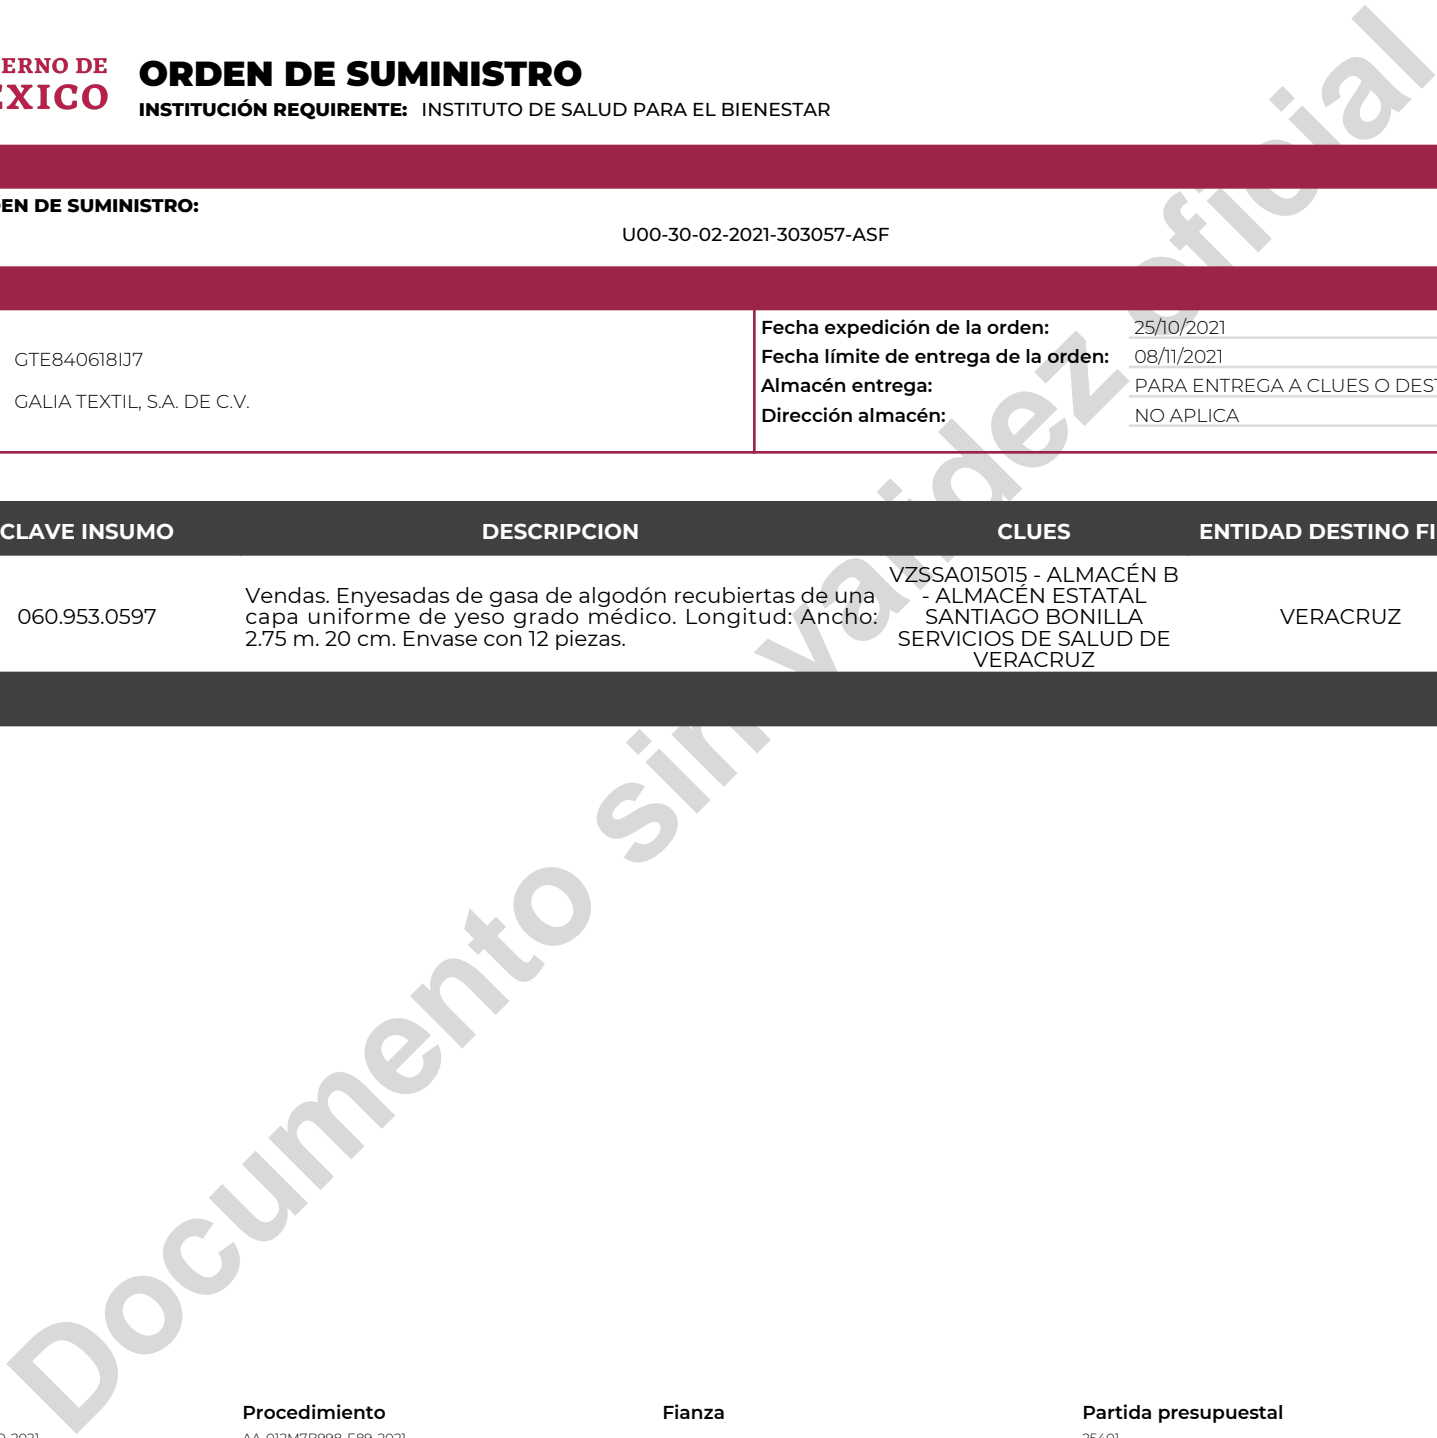 ERNO DE
ÉXICO
ORDEN DE SUMINISTRO
INSTITUCIÓN REQUIRENTE: INSTITUTO DE SALUD PARA EL BIENESTAR
EN DE SUMINISTRO:
U00-30-02-2021-303057-ASF
GTE840618IJ7
GALIA TEXTIL, S.A. DE C.V.
Fecha expedición de la orden: 25/10/2021
Fecha límite de entrega de la orden: 08/11/2021
Almacén entrega: PARA ENTREGA A CLUES O DEST
Dirección almacén: NO APLICA
CLAVE INSUMO DESCRIPCION CLUES ENTIDAD DESTINO FI
060.953.0597
Vendas. Enyesadas de gasa de algodón recubiertas de una
capa uniforme de yeso grado médico. Longitud: Ancho:
2.75 m. 20 cm. Envase con 12 piezas.
VZSSA015015 - ALMACÉN B
- ALMACÉN ESTATAL
SANTIAGO BONILLA
SERVICIOS DE SALUD DE
VERACRUZ
VERACRUZ
Documento sin validez oficial
Procedimiento Fianza Partida presupuestal